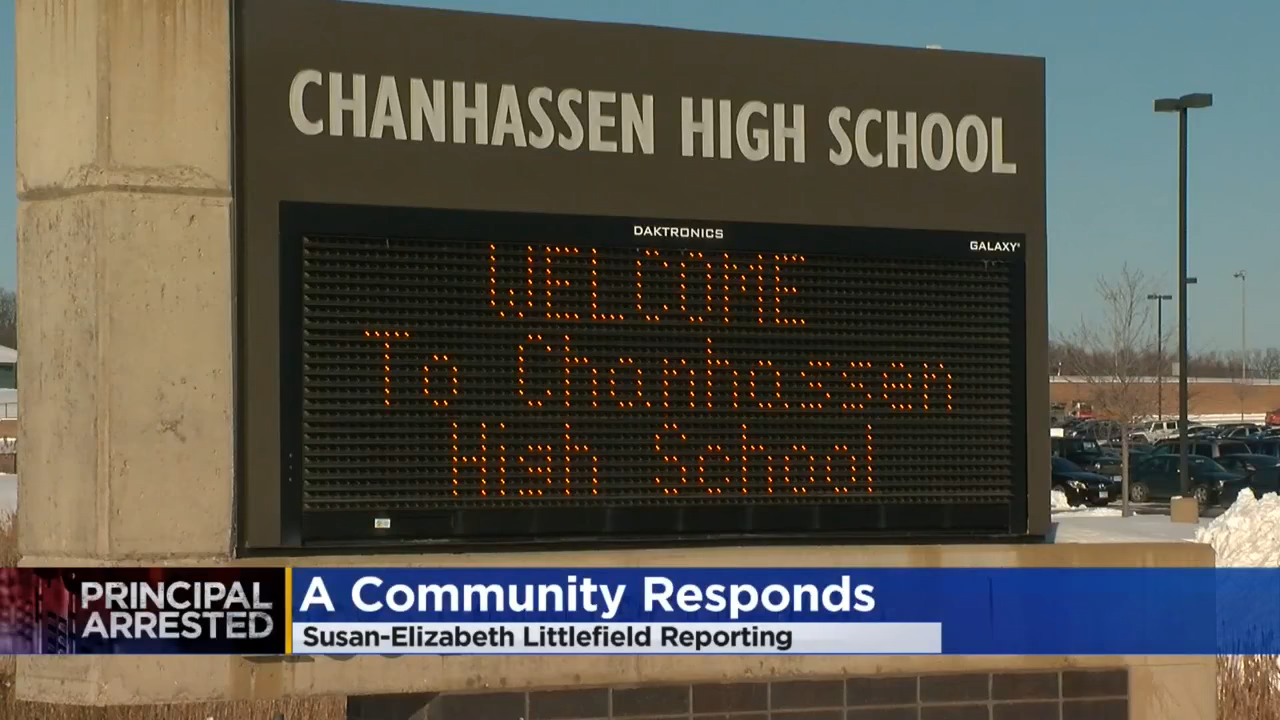 CHANHASSEN HIGH SCHOOL
DAKTRONICS
GALAXY®
WELCOME
To Chanhassen
High School
PRINCIPAL
ARRESTED
A Community Responds
Susan-Elizabeth Littlefield Reporting